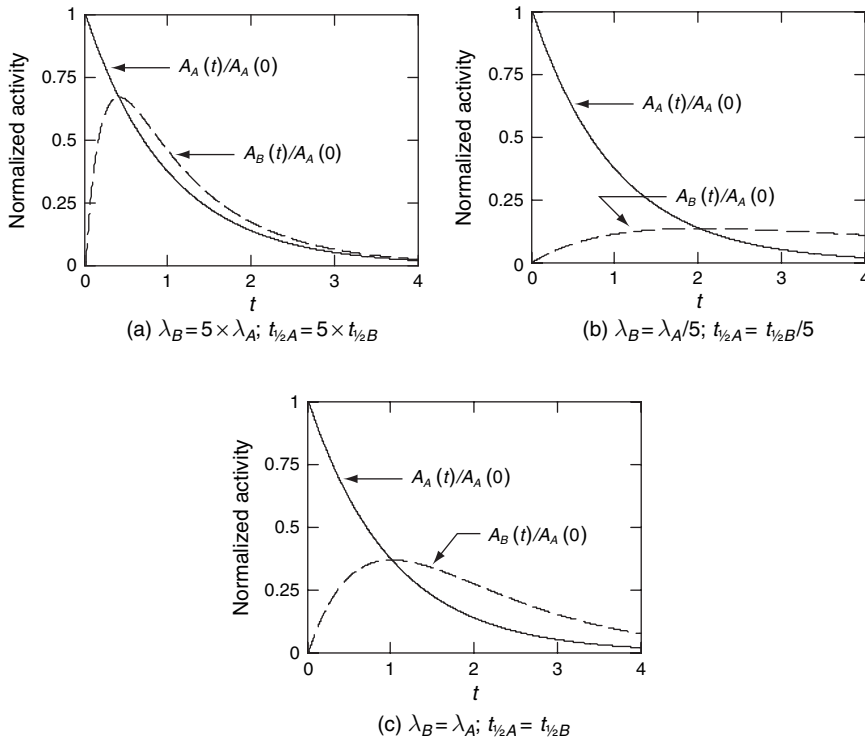 1
0.75
0.5
0.25
0
Normalized activity
A_A(t)/A_A(0)
A_B(t)/A_A(0)
0 1 2 3 4
t
(a) λ_B = 5 × λ_A; t_½A = 5 × t_½B
1
0.75
0.5
0.25
0
Normalized activity
A_A(t)/A_A(0)
A_B(t)/A_A(0)
0 1 2 3 4
t
(b) λ_B = λ_A/5; t_½A = t_½B/5
1
0.75
0.5
0.25
0
Normalized activity
A_A(t)/A_A(0)
A_B(t)/A_A(0)
0 1 2 3 4
t
(c) λ_B = λ_A; t_½A = t_½B